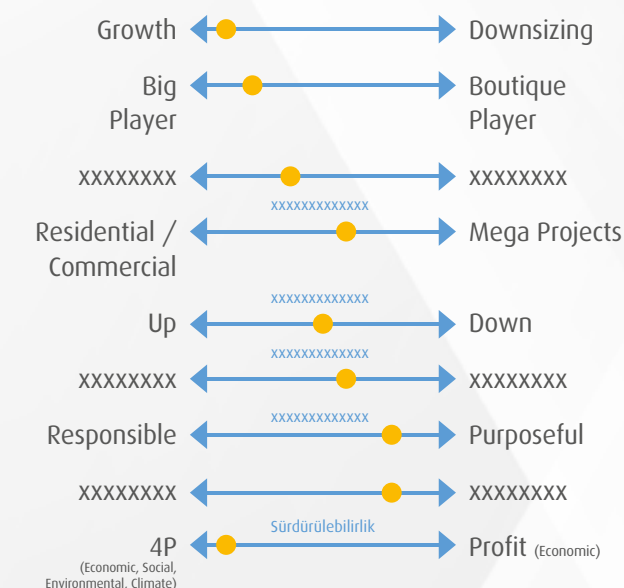 Growth Downsizing
Big Boutique
Player Player
xxxxxxxx xxxxxxxx
xxxxxxxxxxxxx
Residential / Mega Projects
Commercial
xxxxxxxxxxxxx
Up Down
xxxxxxxxxxxxx
xxxxxxxx xxxxxxxx
xxxxxxxxxxxxx
Responsible Purposeful
xxxxxxxx xxxxxxxx
Sürdürülebilirlik
4P Profit (Economic)
(Economic, Social,
Environmental, Climate)